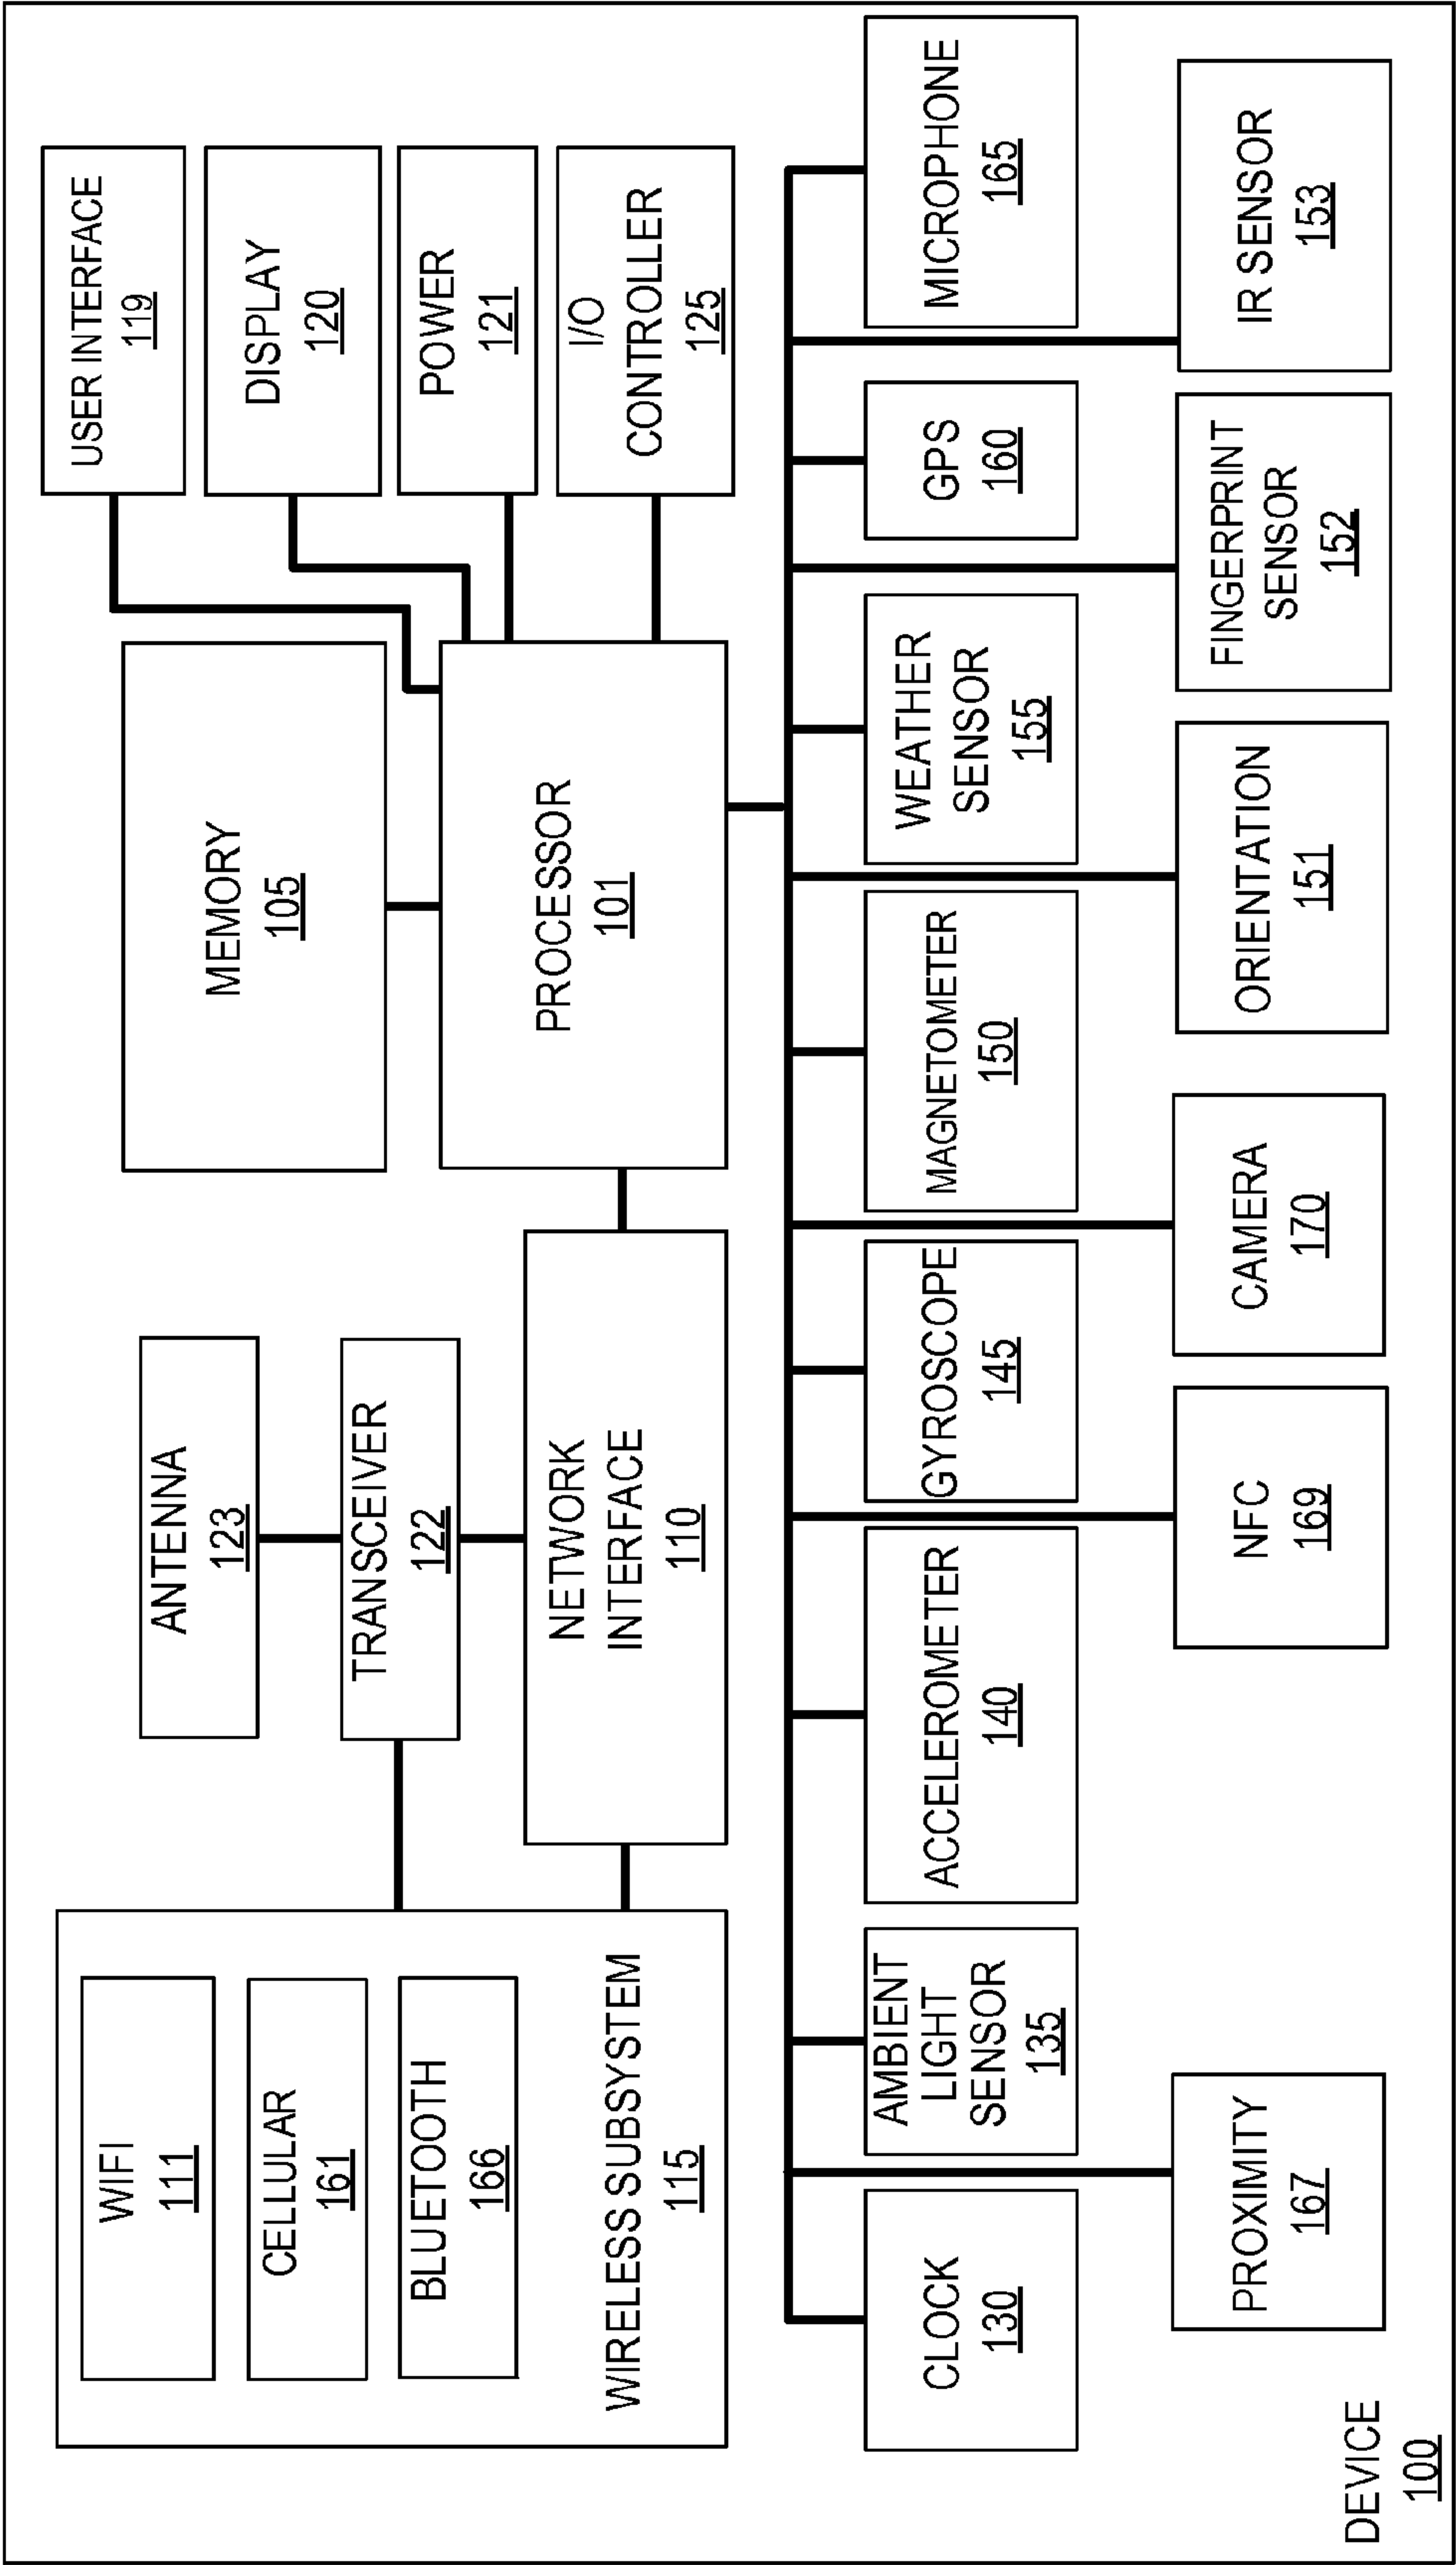 WIFI
111
CELLULAR
161
BLUETOOTH
166
WIRELESS SUBSYSTEM
115
ANTENNA
123
TRANSCEIVER
122
NETWORK
INTERFACE
110
MEMORY
105
PROCESSOR
101
USER INTERFACE
119
DISPLAY
120
POWER
121
I/O
CONTROLLER
125
CLOCK
130
AMBIENT
LIGHT
SENSOR
135
ACCELEROMETER
140
GYROSCOPE
145
MAGNETOMETER
150
WEATHER
SENSOR
155
GPS
160
MICROPHONE
165
PROXIMITY
167
NFC
169
CAMERA
170
ORIENTATION
151
FINGERPRINT
SENSOR
152
IR SENSOR
153
DEVICE
100